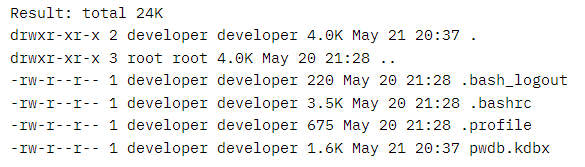 Result: total 24K
drwxr-xr-x 2 developer developer 4.0K May 21 20:37 .
drwxr-xr-x 3 root root 4.0K May 20 21:28 ..
-rw-r--r-- 1 developer developer 220 May 20 21:28 .bash_logout
-rw-r--r-- 1 developer developer 3.5K May 20 21:28 .bashrc
-rw-r--r-- 1 developer developer 675 May 20 21:28 .profile
-rw-r--r-- 1 developer developer 1.6K May 21 20:37 pwdb.kdbx